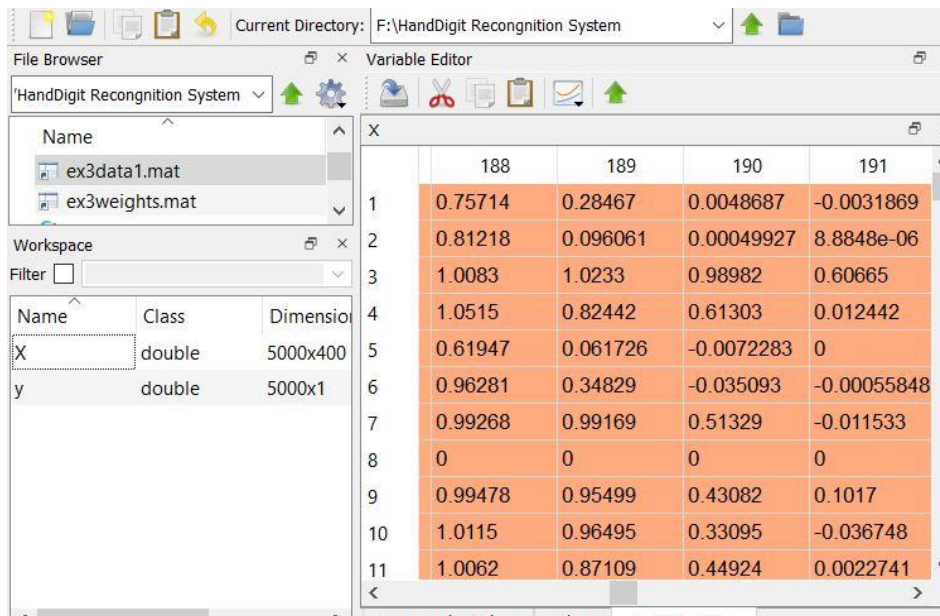 Current Directory: F:\HandDigit Recongnition System
File Browser
'HandDigit Recongnition System
Name
ex3data1.mat
ex3weights.mat
Workspace
Filter
Name Class Dimension
X double 5000x400
y double 5000x1
Variable Editor
X
188 189 190 191
1 0.75714 0.28467 0.0048687 -0.0031869
2 0.81218 0.096061 0.00049927 8.8848e-06
3 1.0083 1.0233 0.98982 0.60665
4 1.0515 0.82442 0.61303 0.012442
5 0.61947 0.061726 -0.0072283 0
6 0.96281 0.34829 -0.035093 -0.00055848
7 0.99268 0.99169 0.51329 -0.011533
8 0 0 0 0
9 0.99478 0.95499 0.43082 0.1017
10 1.0115 0.96495 0.33095 -0.036748
11 1.0062 0.87109 0.44924 0.0022741